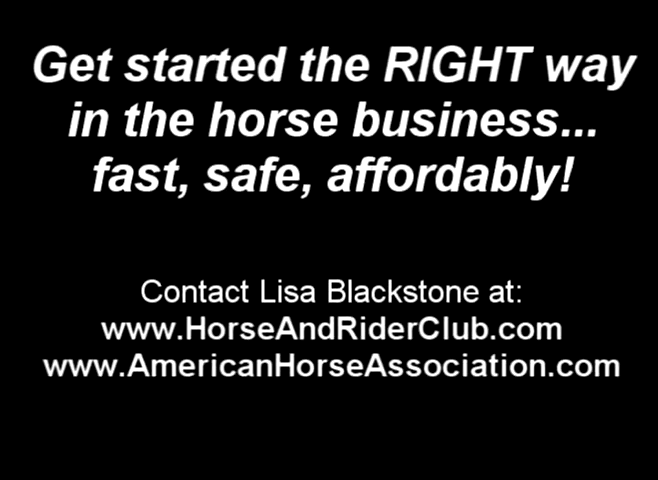 Get started the RIGHT way
in the horse business...
fast, safe, affordably!
Contact Lisa Blackstone at:
www.HorseAndRiderClub.com
www.AmericanHorseAssociation.com